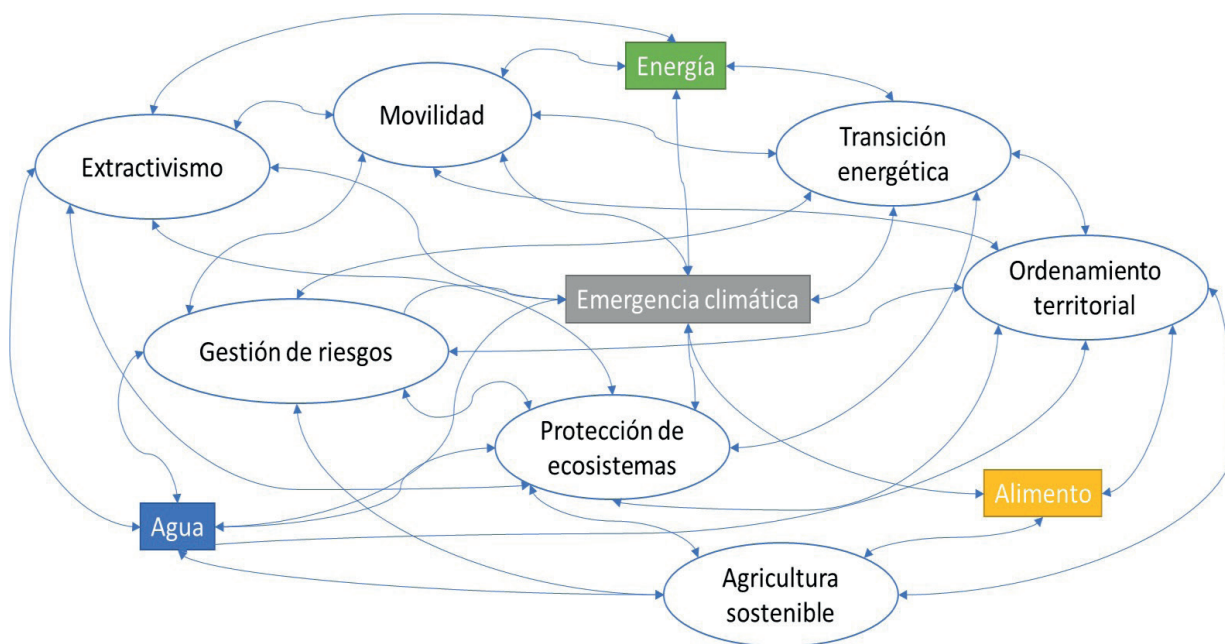 Energía
Movilidad
Transición
energética
Extractivismo
Ordenamiento
territorial
Emergencia climática
Gestión de riesgos
Protección de
ecosistemas
Alimento
Agua
Agricultura
sostenible